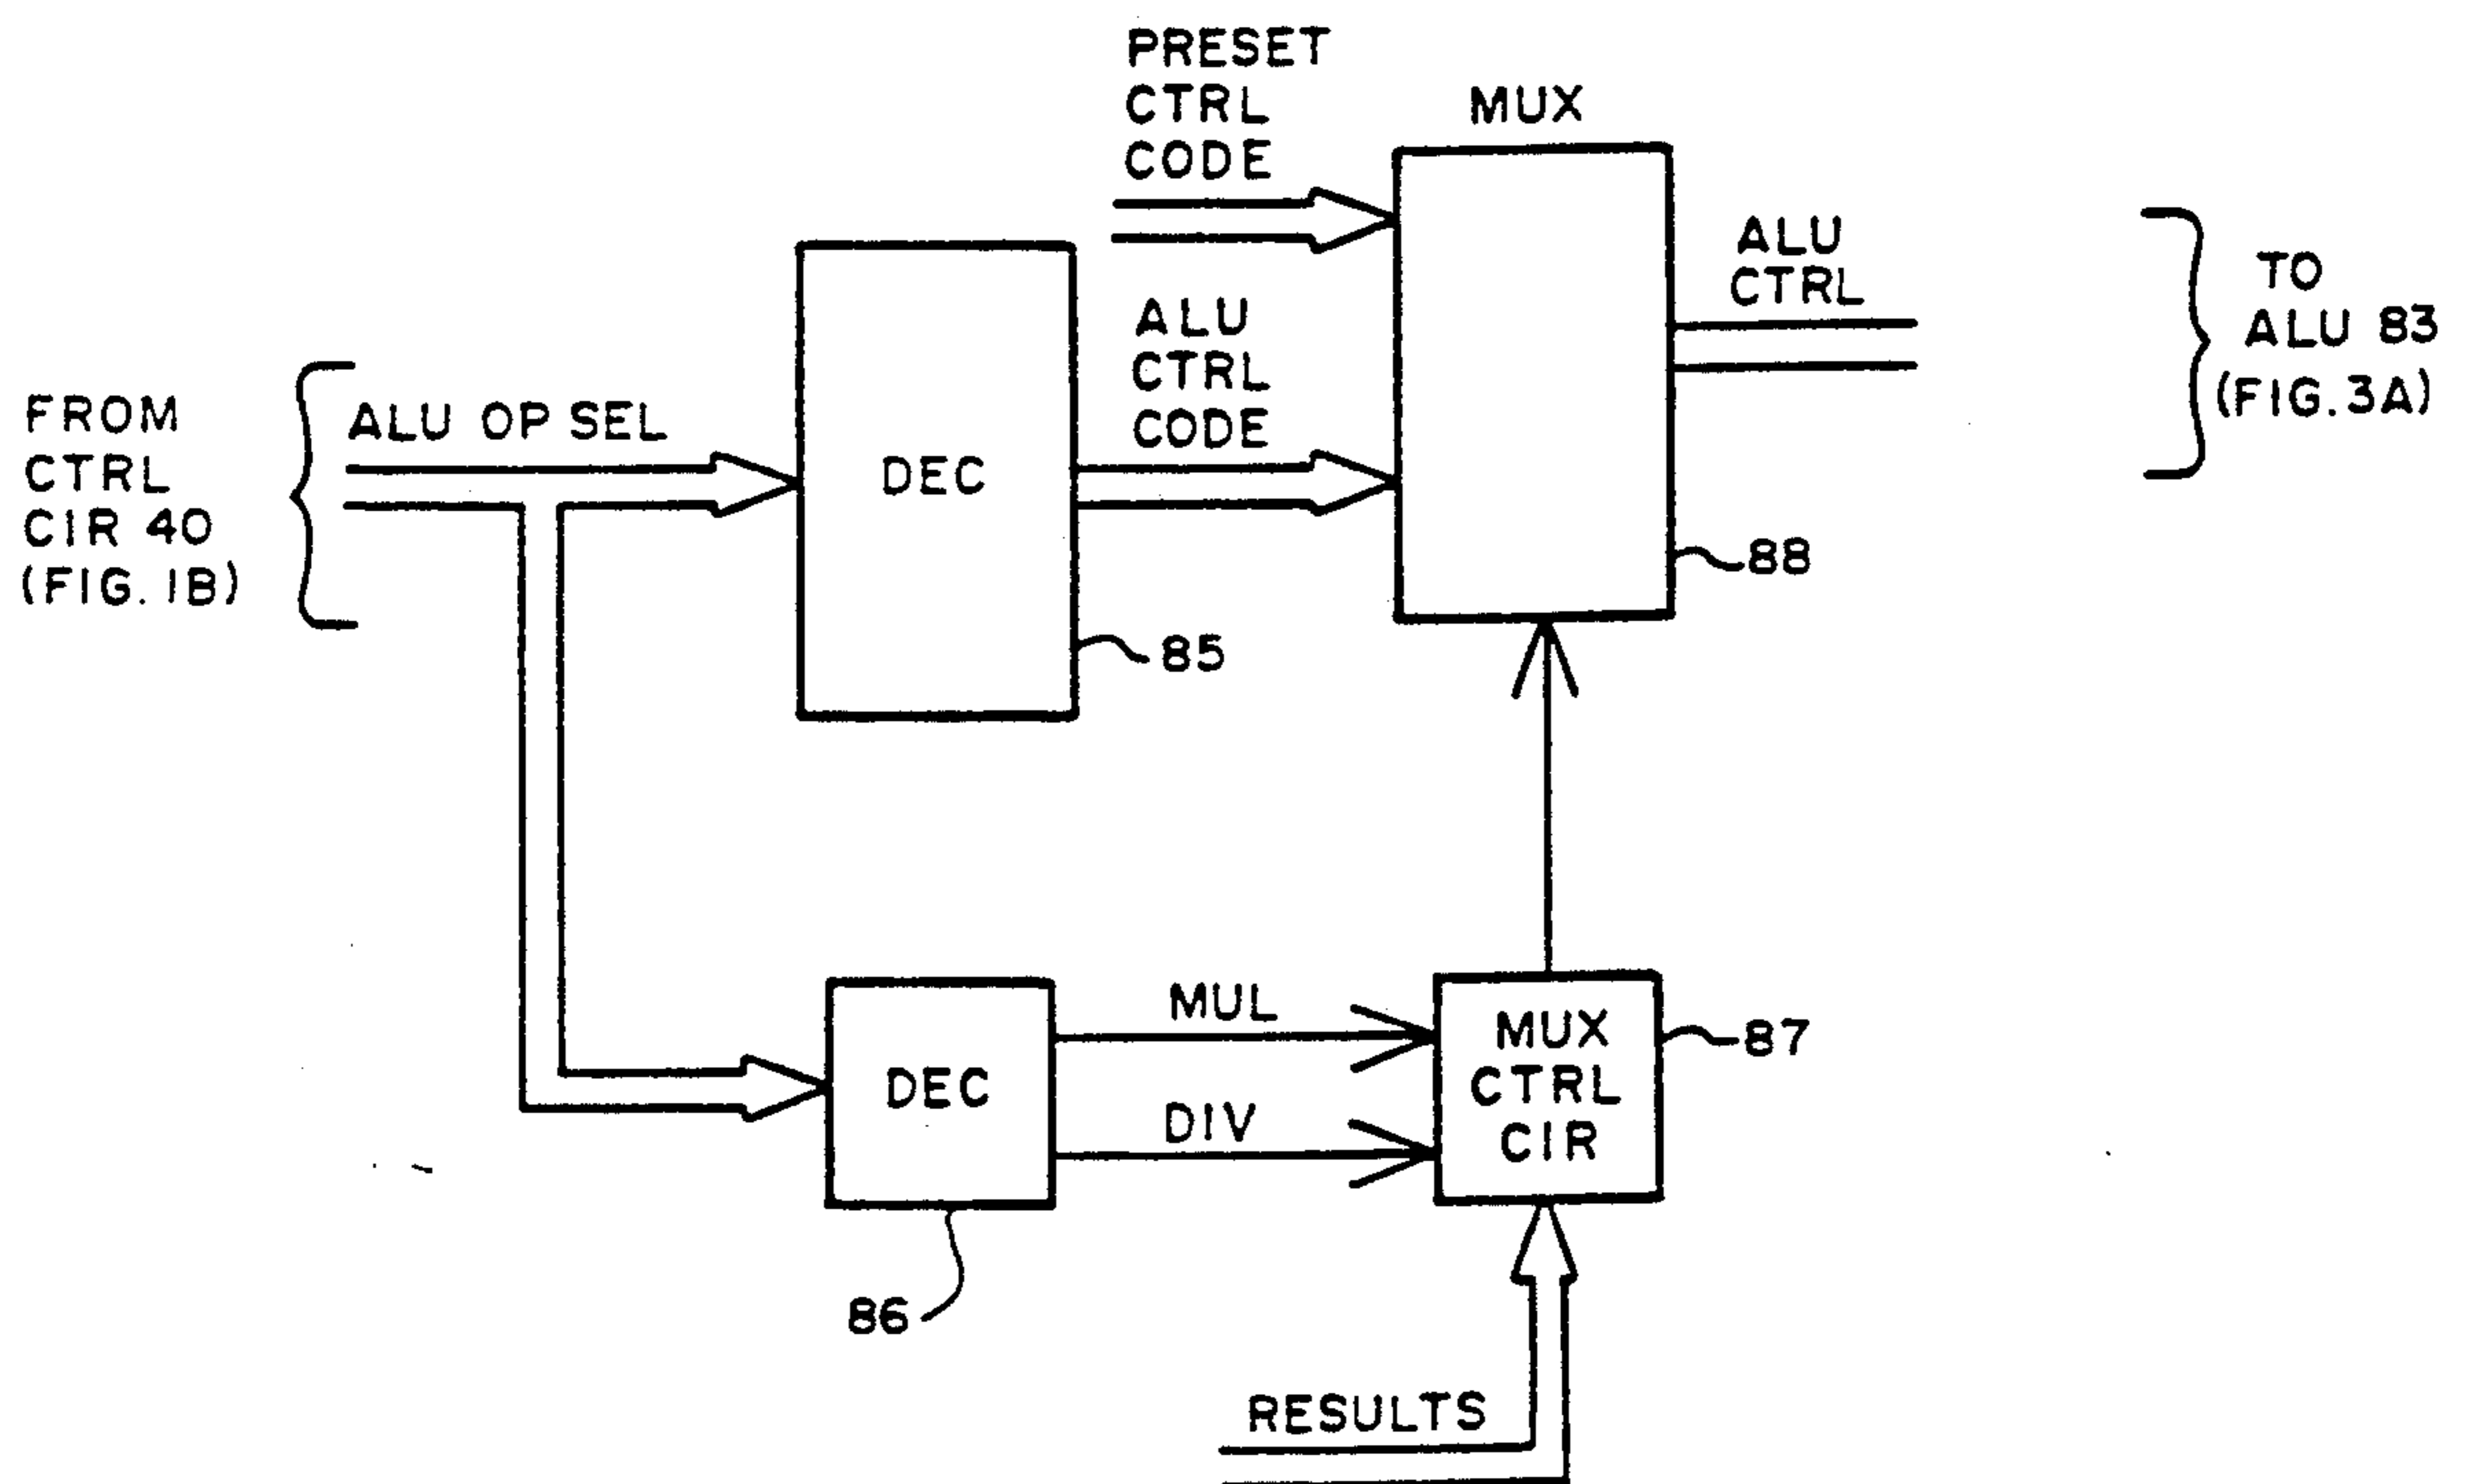 PRESET
CTRL
CODE
MUX
ALU
CTRL
TO
ALU 83
(FIG. 3A)
ALU
CTRL
CODE
FROM
CTRL
CIR 40
(FIG. 1B)
ALU OP SEL
DEC
88
85
MUL
DEC
DIV
MUX
CTRL
CIR
87
86
RESULTS